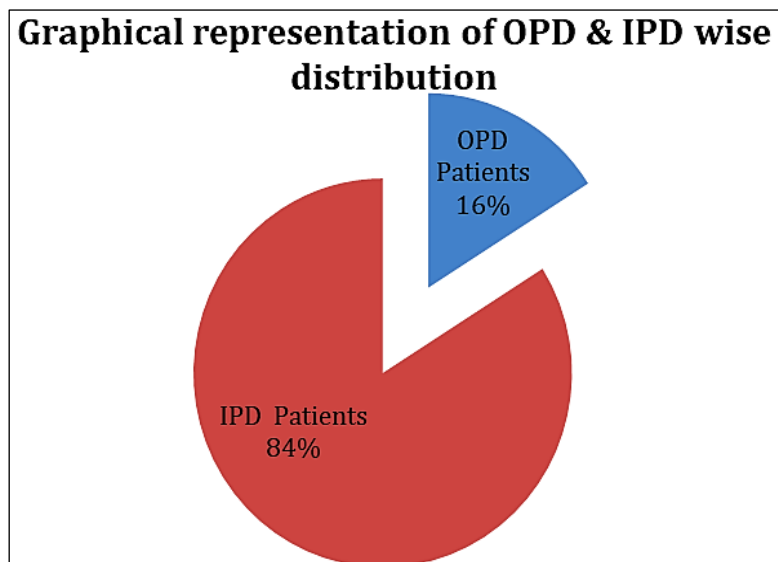 Graphical representation of OPD & IPD wise
distribution
OPD
Patients
16%
IPD Patients
84%